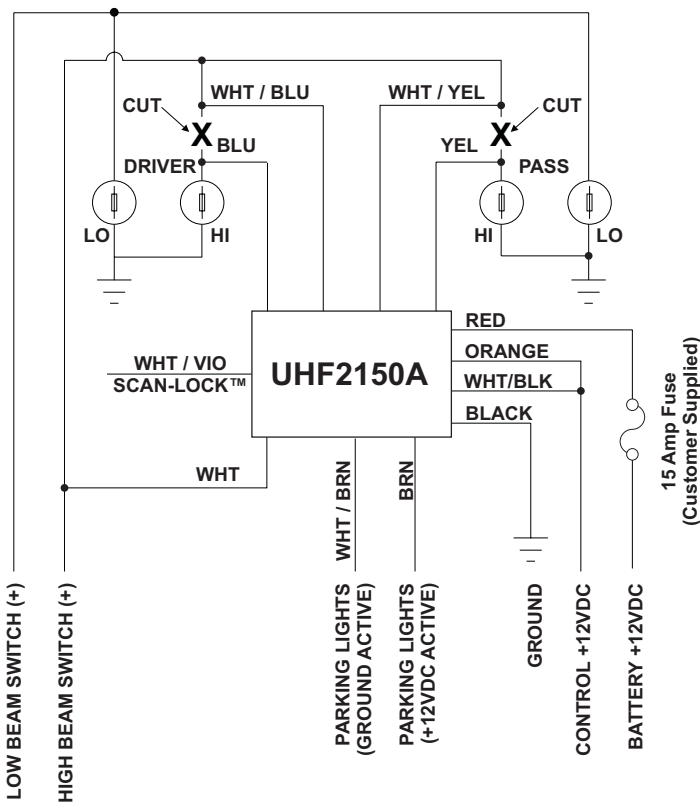 WHT / BLU
WHT / YEL
CUT
X
X
CUT
BLU
YEL
DRIVER
PASS
LO
HI
HI
LO
RED
ORANGE
WHT/BLK
BLACK
WHT / VIO
SCAN-LOCK™
UHF2150A
15 Amp Fuse
(Customer Supplied)
WHT
WHT / BRN
BRN
LOW BEAM SWITCH (+)
HIGH BEAM SWITCH (+)
PARKING LIGHTS
(GROUND ACTIVE)
PARKING LIGHTS
(+12VDC ACTIVE)
GROUND
CONTROL +12VDC
BATTERY +12VDC